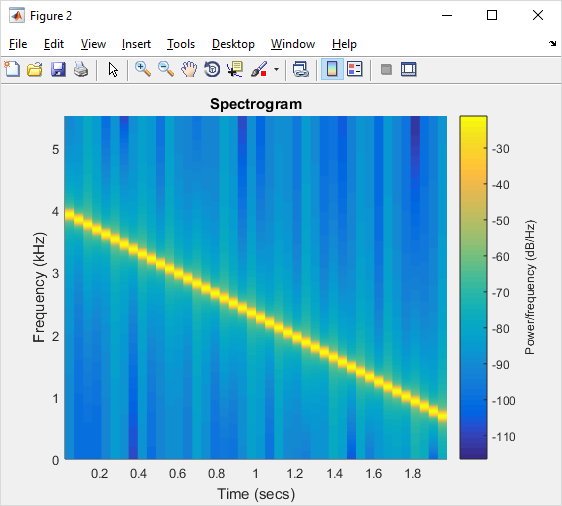 Figure 2
File Edit View Insert Tools Desktop Window Help
Spectrogram
5
4
3
2
1
0
Frequency (kHz)
0.2 0.4 0.6 0.8 1 1.2 1.4 1.6 1.8
Time (secs)
-30
-40
-50
-60
-70
-80
-90
-100
-110
Power/frequency (dB/Hz)